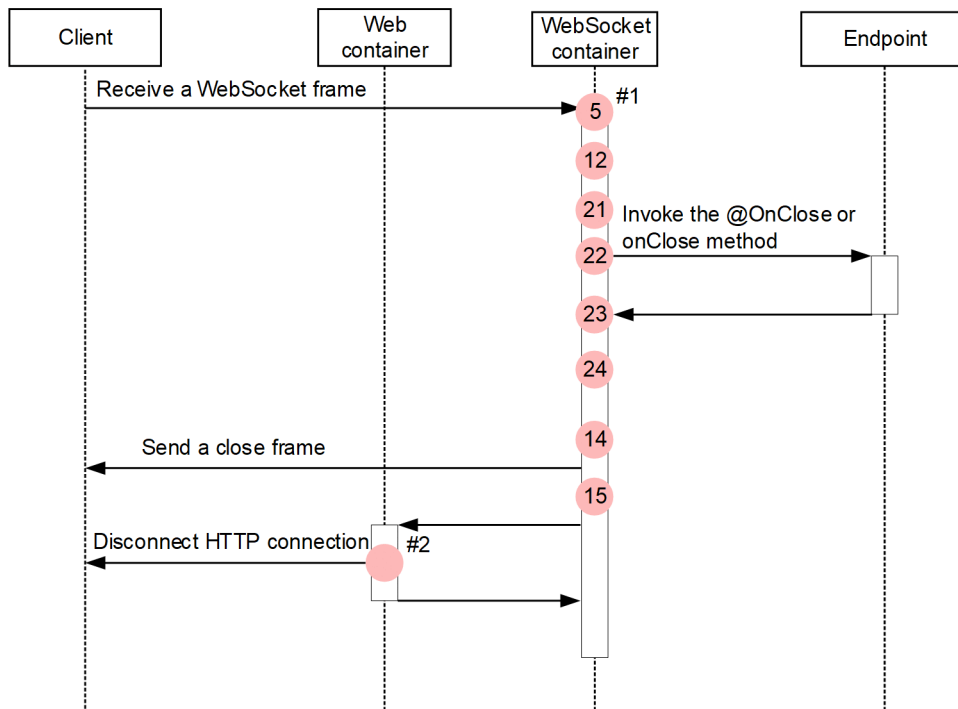 Client
Web
container
WebSocket
container
Endpoint
Receive a WebSocket frame
5
#1
12
21
Invoke the @OnClose or
onClose method
22
23
24
14
Send a close frame
15
Disconnect HTTP connection
#2